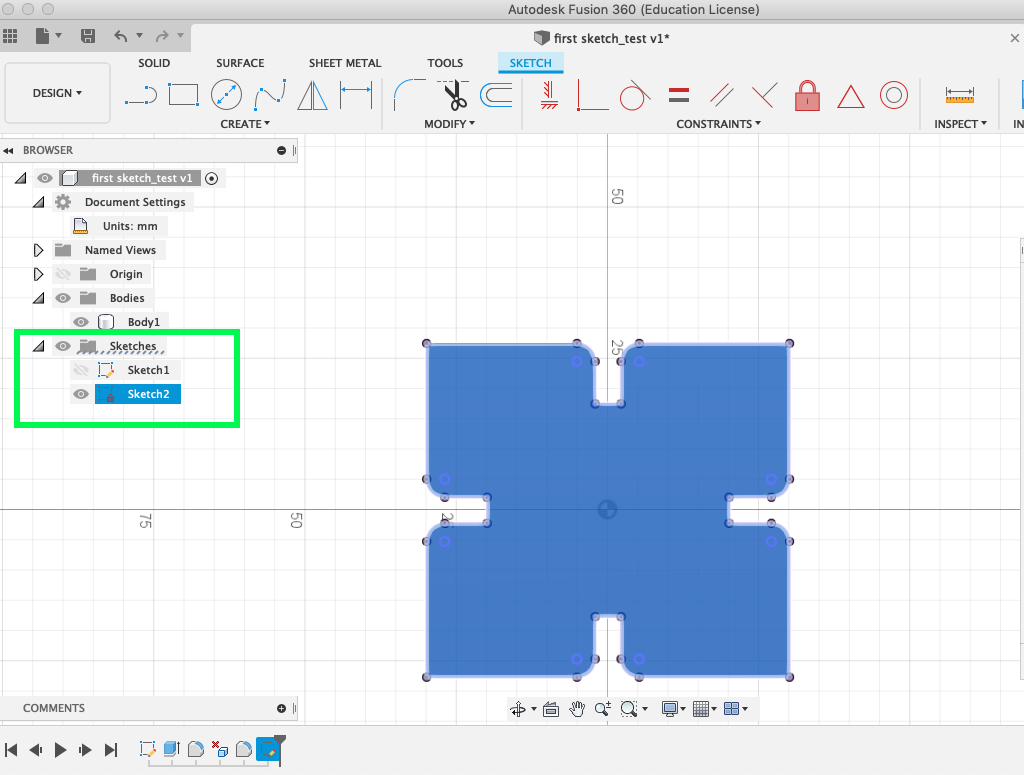 Autodesk Fusion 360 (Education License)
first sketch_test v1*
SOLID SURFACE SHEET METAL TOOLS SKETCH
DESIGN
CREATE MODIFY CONSTRAINTS INSPECT IN
BROWSER
first sketch_test v1
Document Settings
Units: mm
Named Views
Origin
Bodies
Body1
Sketches
Sketch1
Sketch2
50
25
75
50
COMMENTS